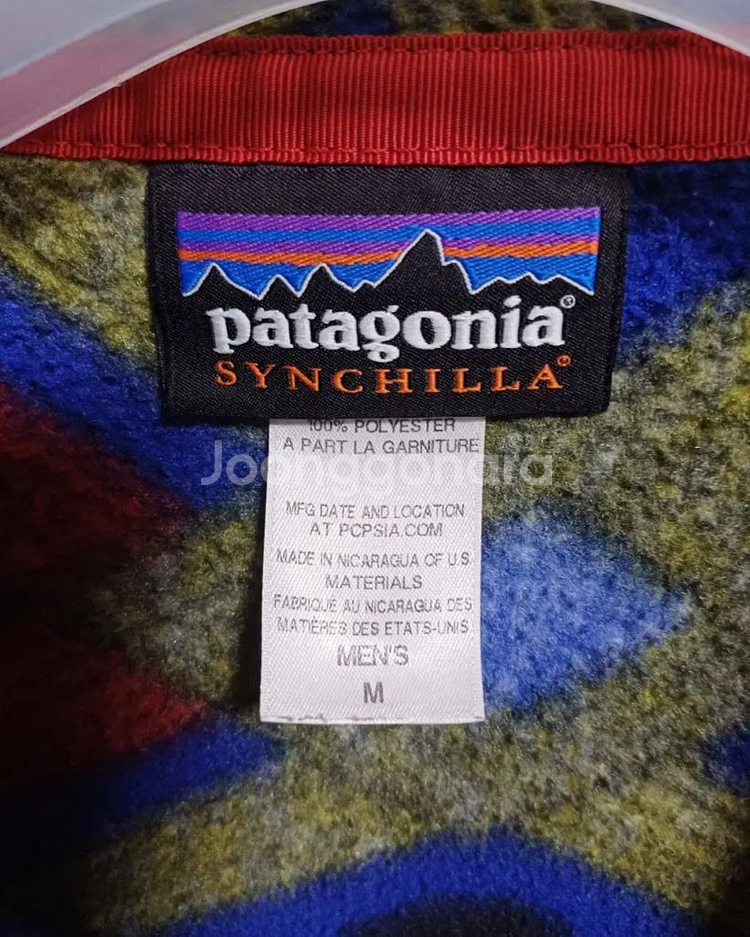 patagonia®
SYNCHILLA®
100% POLYESTER
A PART LA GARNITURE
Joonggonara
MFG DATE AND LOCATION
AT PCPSIA.COM
MADE IN NICARAGUA OF U.S.
MATERIALS
FABRIQUÉ AU NICARAGUA DES
MATIÈRES DES ETATS-UNIS
MEN'S
M